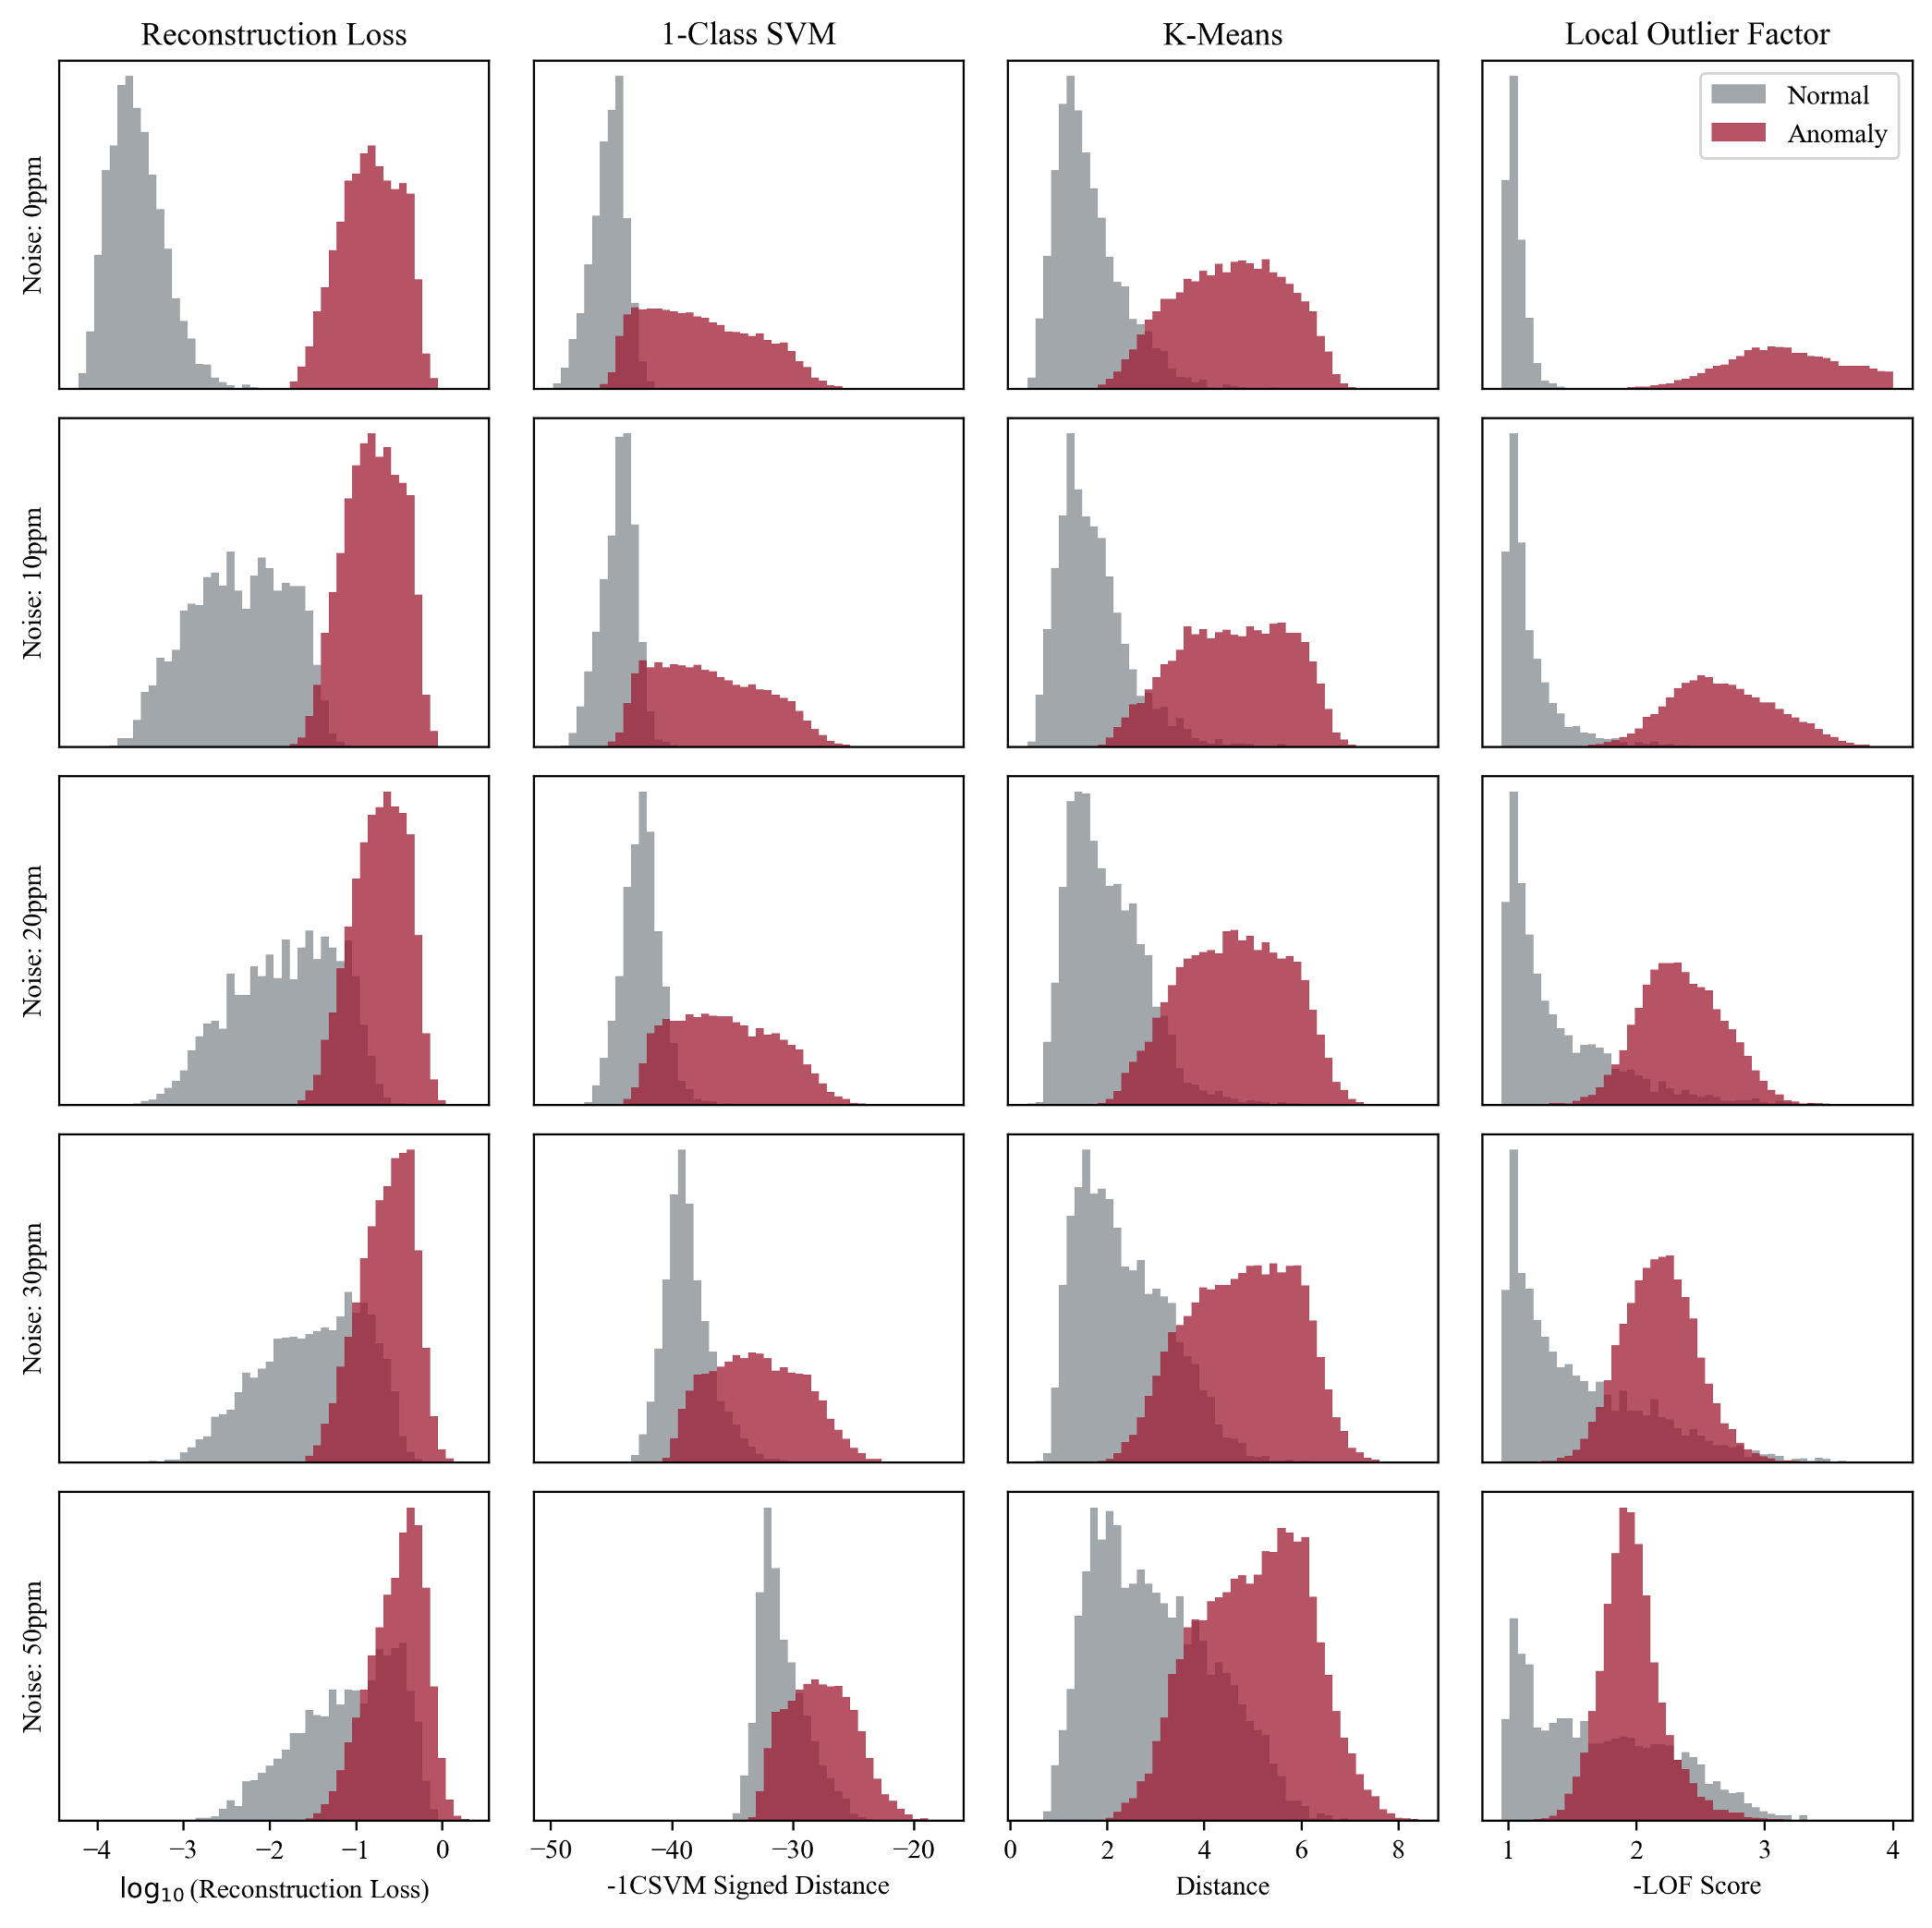 Reconstruction Loss
1-Class SVM
K-Means
Local Outlier Factor
Normal
Anomaly
Noise: 0ppm
Noise: 10ppm
Noise: 20ppm
Noise: 30ppm
Noise: 50ppm
−4 −3 −2 −1 0
−50 −40 −30 −20
0 2 4 6 8
1 2 3 4
log₁₀(Reconstruction Loss)
-1CSVM Signed Distance
Distance
-LOF Score